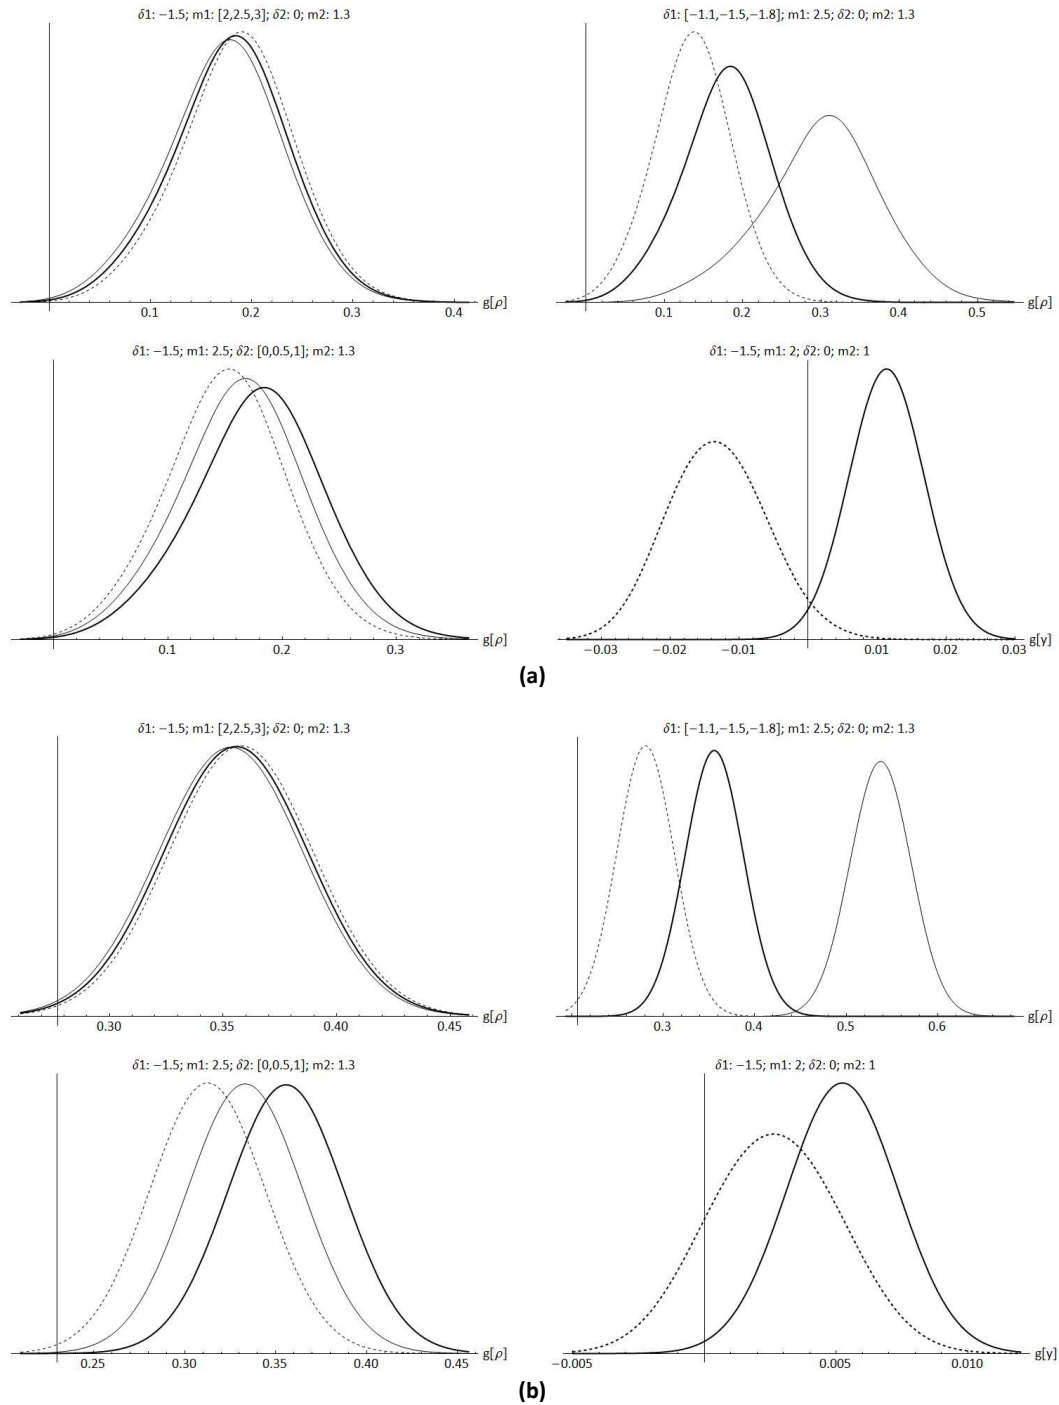 δ1: −1.5; m1: [2,2.5,3]; δ2: 0; m2: 1.3
0.1 0.2 0.3 0.4 g[ρ]
δ1: [−1.1,−1.5,−1.8]; m1: 2.5; δ2: 0; m2: 1.3
0.1 0.2 0.3 0.4 0.5 g[ρ]
δ1: −1.5; m1: 2.5; δ2: [0,0.5,1]; m2: 1.3
0.1 0.2 0.3 g[ρ]
δ1: −1.5; m1: 2; δ2: 0; m2: 1
−0.03 −0.02 −0.01 0.01 0.02 0.03 g[y]
(a)
δ1: −1.5; m1: [2,2.5,3]; δ2: 0; m2: 1.3
0.30 0.35 0.40 0.45 g[ρ]
δ1: [−1.1,−1.5,−1.8]; m1: 2.5; δ2: 0; m2: 1.3
0.3 0.4 0.5 0.6 g[ρ]
δ1: −1.5; m1: 2.5; δ2: [0,0.5,1]; m2: 1.3
0.25 0.30 0.35 0.40 0.45 g[ρ]
δ1: −1.5; m1: 2; δ2: 0; m2: 1
−0.005 0.005 0.010 g[y]
(b)